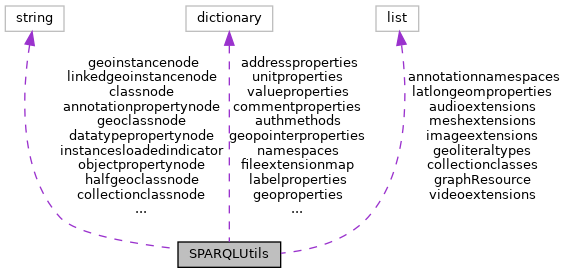 string
dictionary
list
geoinstancenode
linkedgeoinstancenode
classnode
annotationpropertynode
geoclassnode
datatypepropertynode
instancesloadedindicator
objectpropertynode
halfgeoclassnode
collectionclassnode
...
addressproperties
unitproperties
valueproperties
commentproperties
authmethods
geopointerproperties
namespaces
fileextensionmap
labelproperties
geoproperties
...
annotationnamespaces
latlongeomproperties
audioextensions
meshextensions
imageextensions
geoliteraltypes
collectionclasses
graphResource
videoextensions
SPARQLUtils